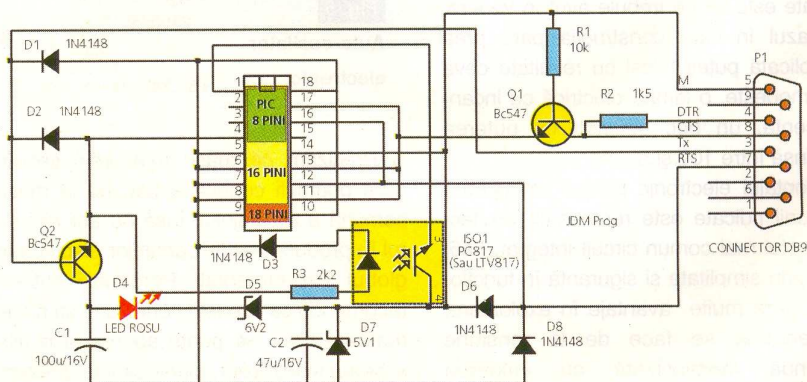 D1
1N4148
D2
1N4148
Q2
Bc547
D4
LED ROSU
C1
100u/16V
1
2
3
4
5
6
7
8
9
18
17
16
15
14
13
12
11
10
PIC
8 PINI
16 PINI
18 PINI
1N4148
D3
R3 2k2
D5
6V2
C2
47u/16V
D7
5V1
3
4
ISO1
PC817
(Sau LTV817)
D6
1N4148
D8
1N4148
R1
10k
Q1
Bc547
R2 1k5
M
DTR
CTS
Tx
RTS
JDM Prog
P1
5
9
4
8
3
7
2
6
1
CONNECTOR DB9